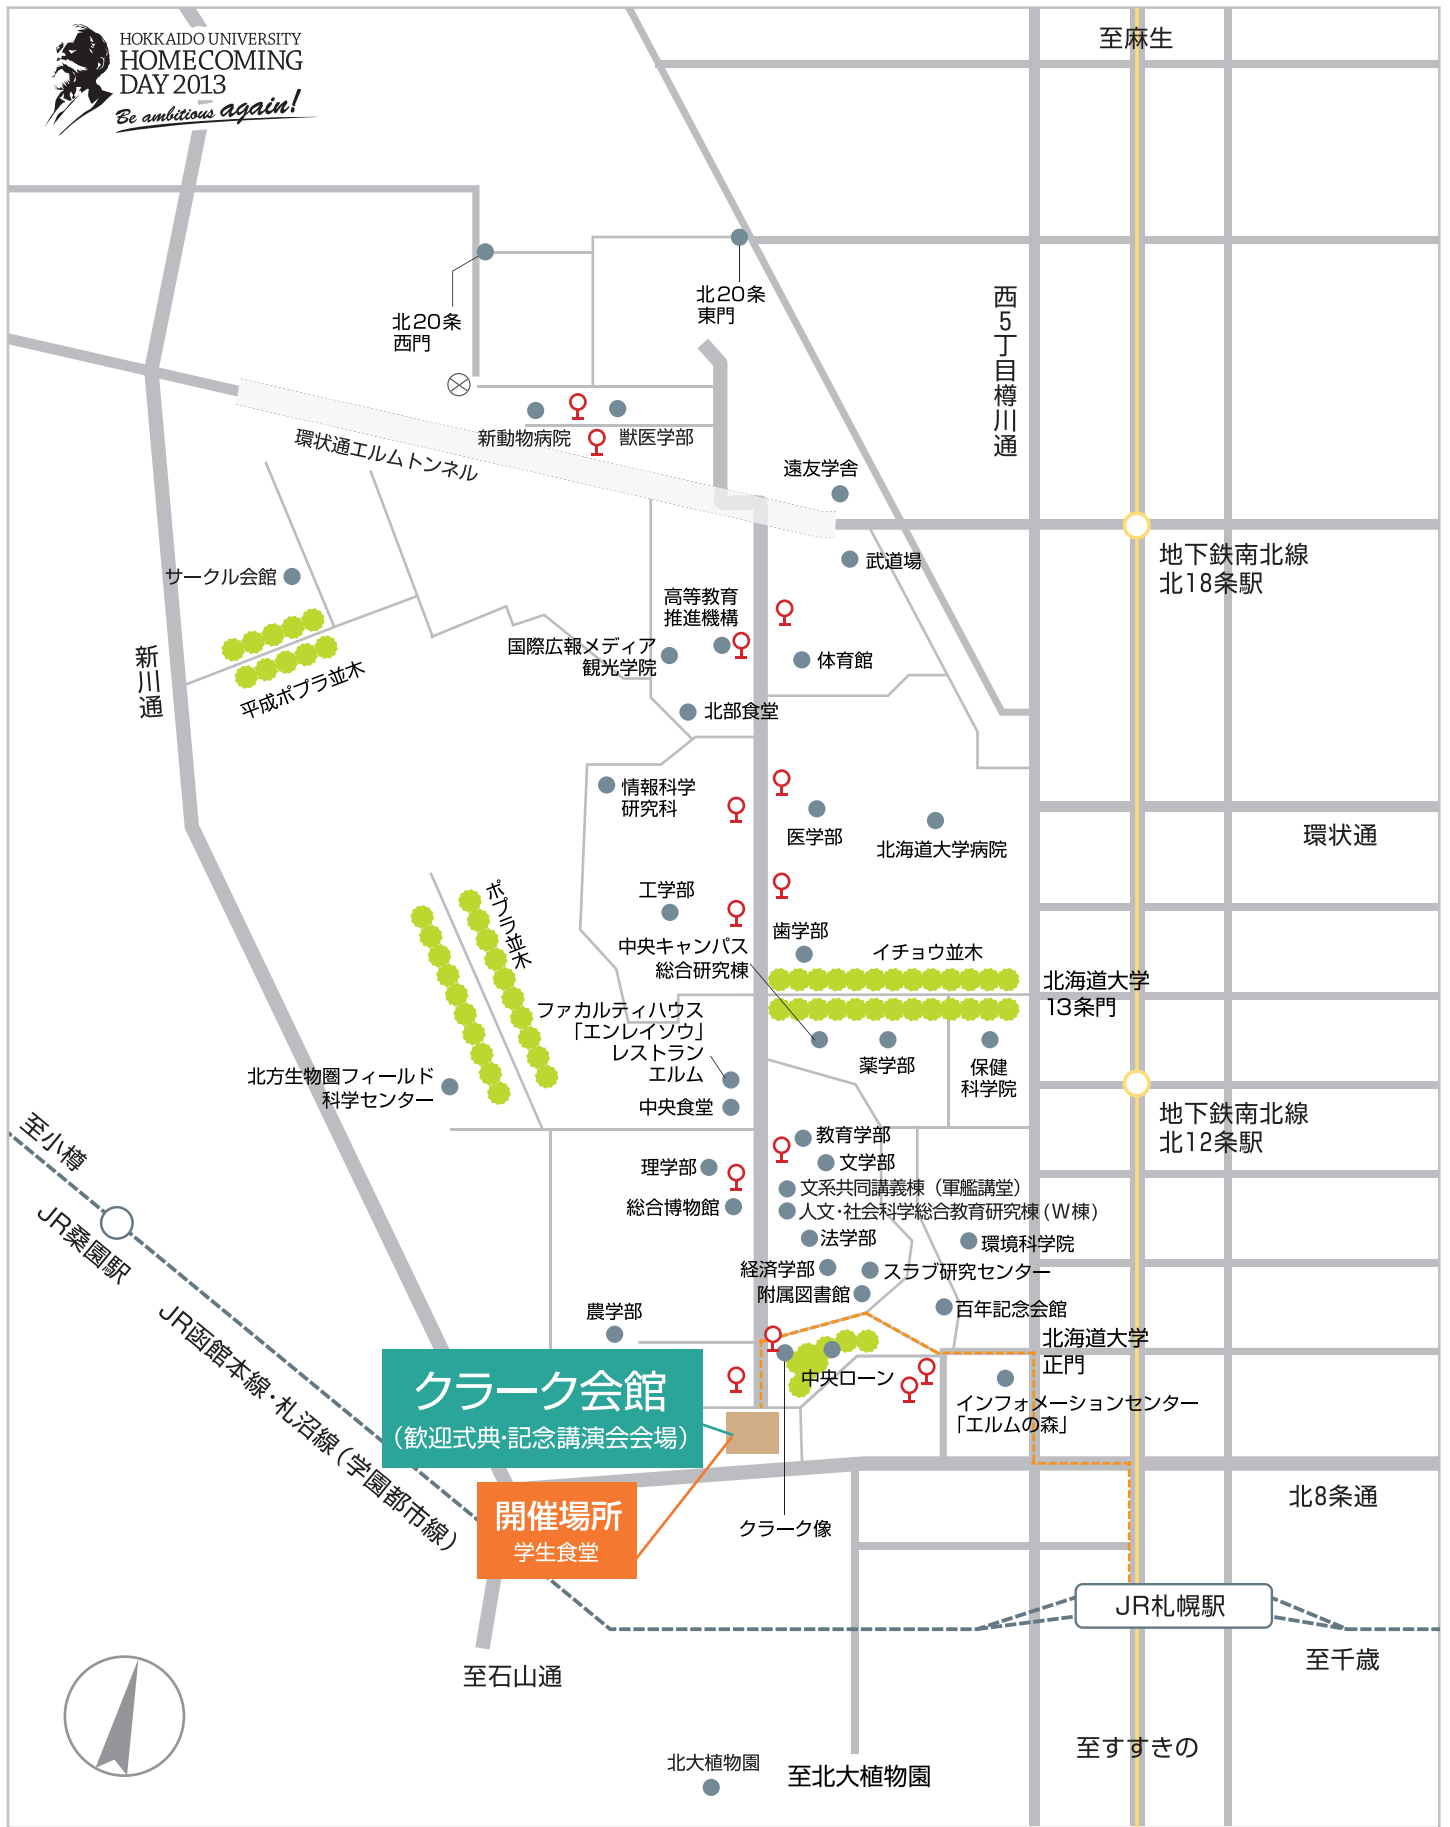 HOKKAIDO UNIVERSITY
HOMECOMING
DAY 2013
Be ambitious again!
至麻生
北20条
西門
北20条
東門
西5丁目樽川通
環状通エルムトンネル
新動物病院
獣医学部
遠友学舎
武道場
地下鉄南北線
北18条駅
サークル会館
高等教育
推進機構
国際広報メディア
観光学院
体育館
新川通
平成ポプラ並木
北部食堂
情報科学
研究科
医学部
北海道大学病院
環状通
工学部
ポプラ並木
歯学部
中央キャンパス
総合研究棟
イチョウ並木
北海道大学
13条門
ファカルティハウス
「エンレイソウ」
レストラン
エルム
薬学部
保健
科学院
北方生物圏フィールド
科学センター
中央食堂
地下鉄南北線
北12条駅
至小樽
JR桑園駅
教育学部
文学部
理学部
文系共同講義棟（軍艦講堂）
総合博物館
人文・社会科学総合教育研究棟(W棟)
法学部
環境科学院
経済学部
スラブ研究センター
附属図書館
百年記念会館
農学部
北海道大学
正門
JR函館本線・札沼線（学園都市線）
クラーク会館
（歓迎式典・記念講演会会場）
中央ローン
インフォメーションセンター
「エルムの森」
開催場所
学生食堂
クラーク像
北8条通
JR札幌駅
至石山通
至千歳
至すすきの
北大植物園
至北大植物園